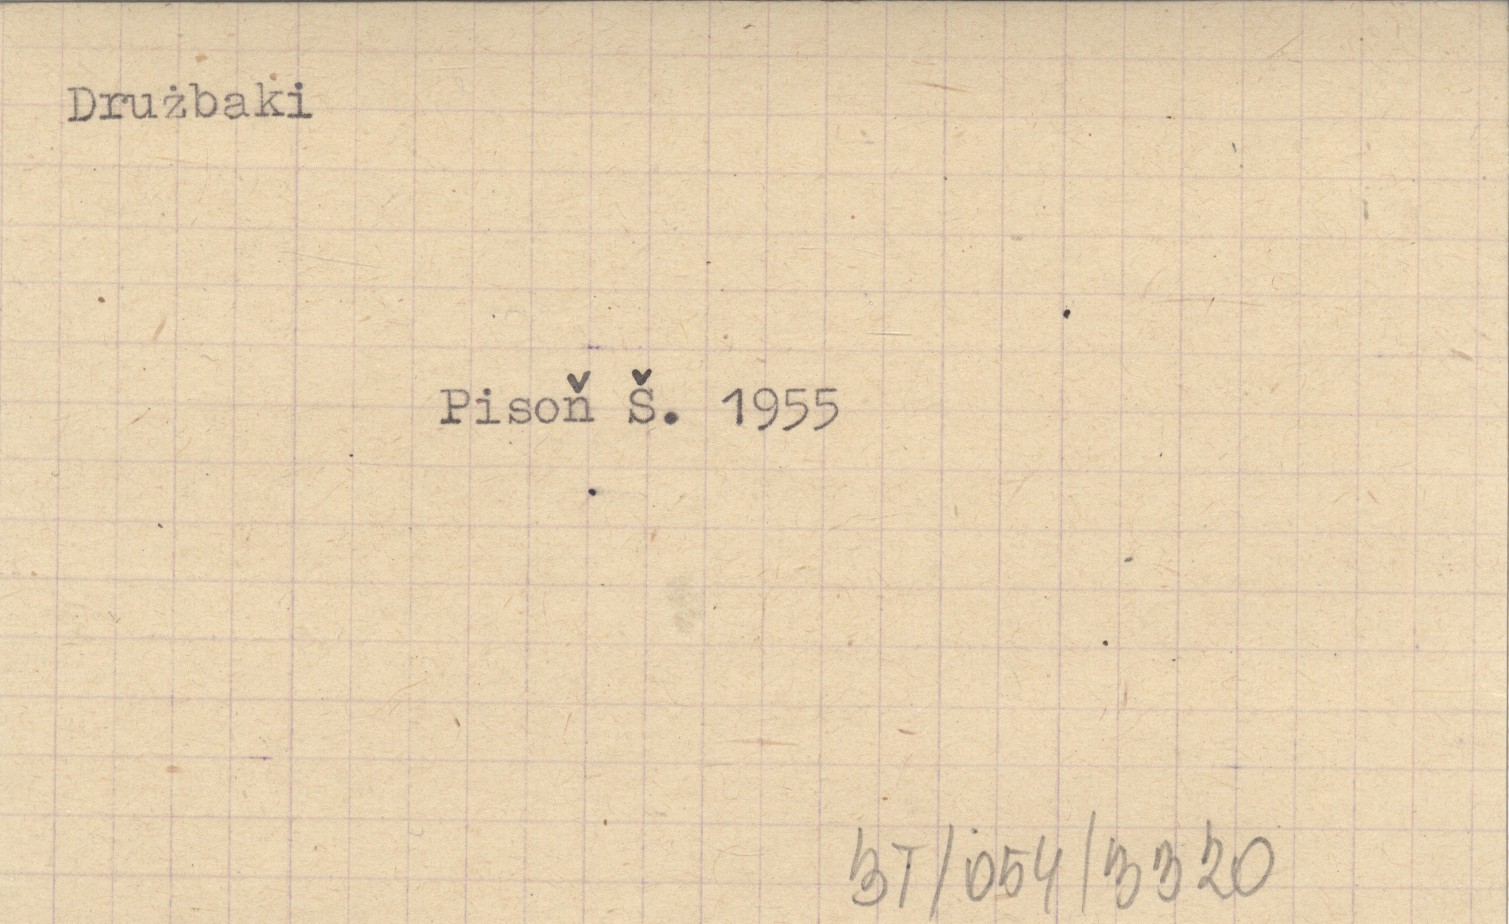 Drużbaki
Pisoň Š. 1955
3T/054/3320